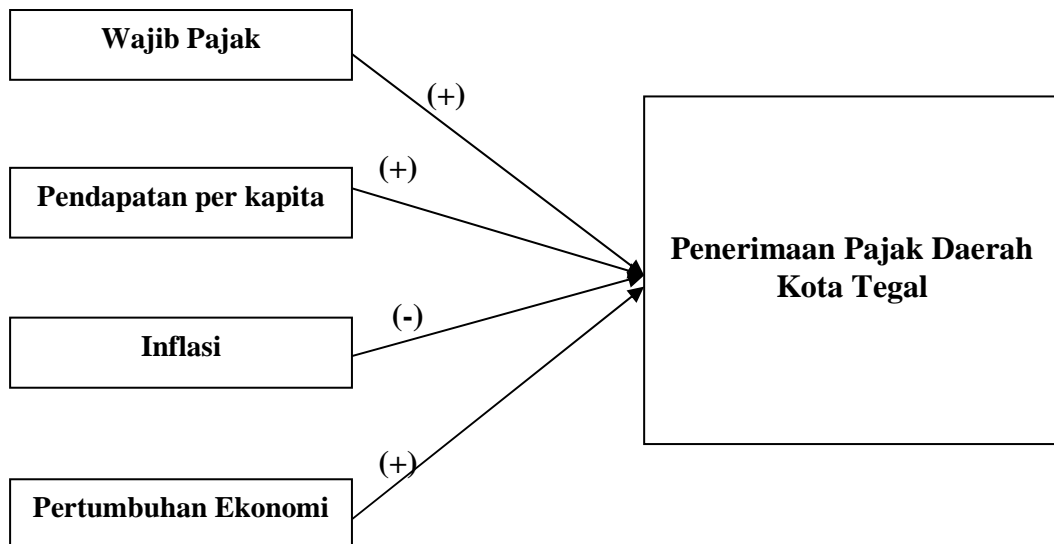 Wajib Pajak
(+)
Pendapatan per kapita
(+)
Inflasi
(-)
Pertumbuhan Ekonomi
(+)
Penerimaan Pajak Daerah
Kota Tegal